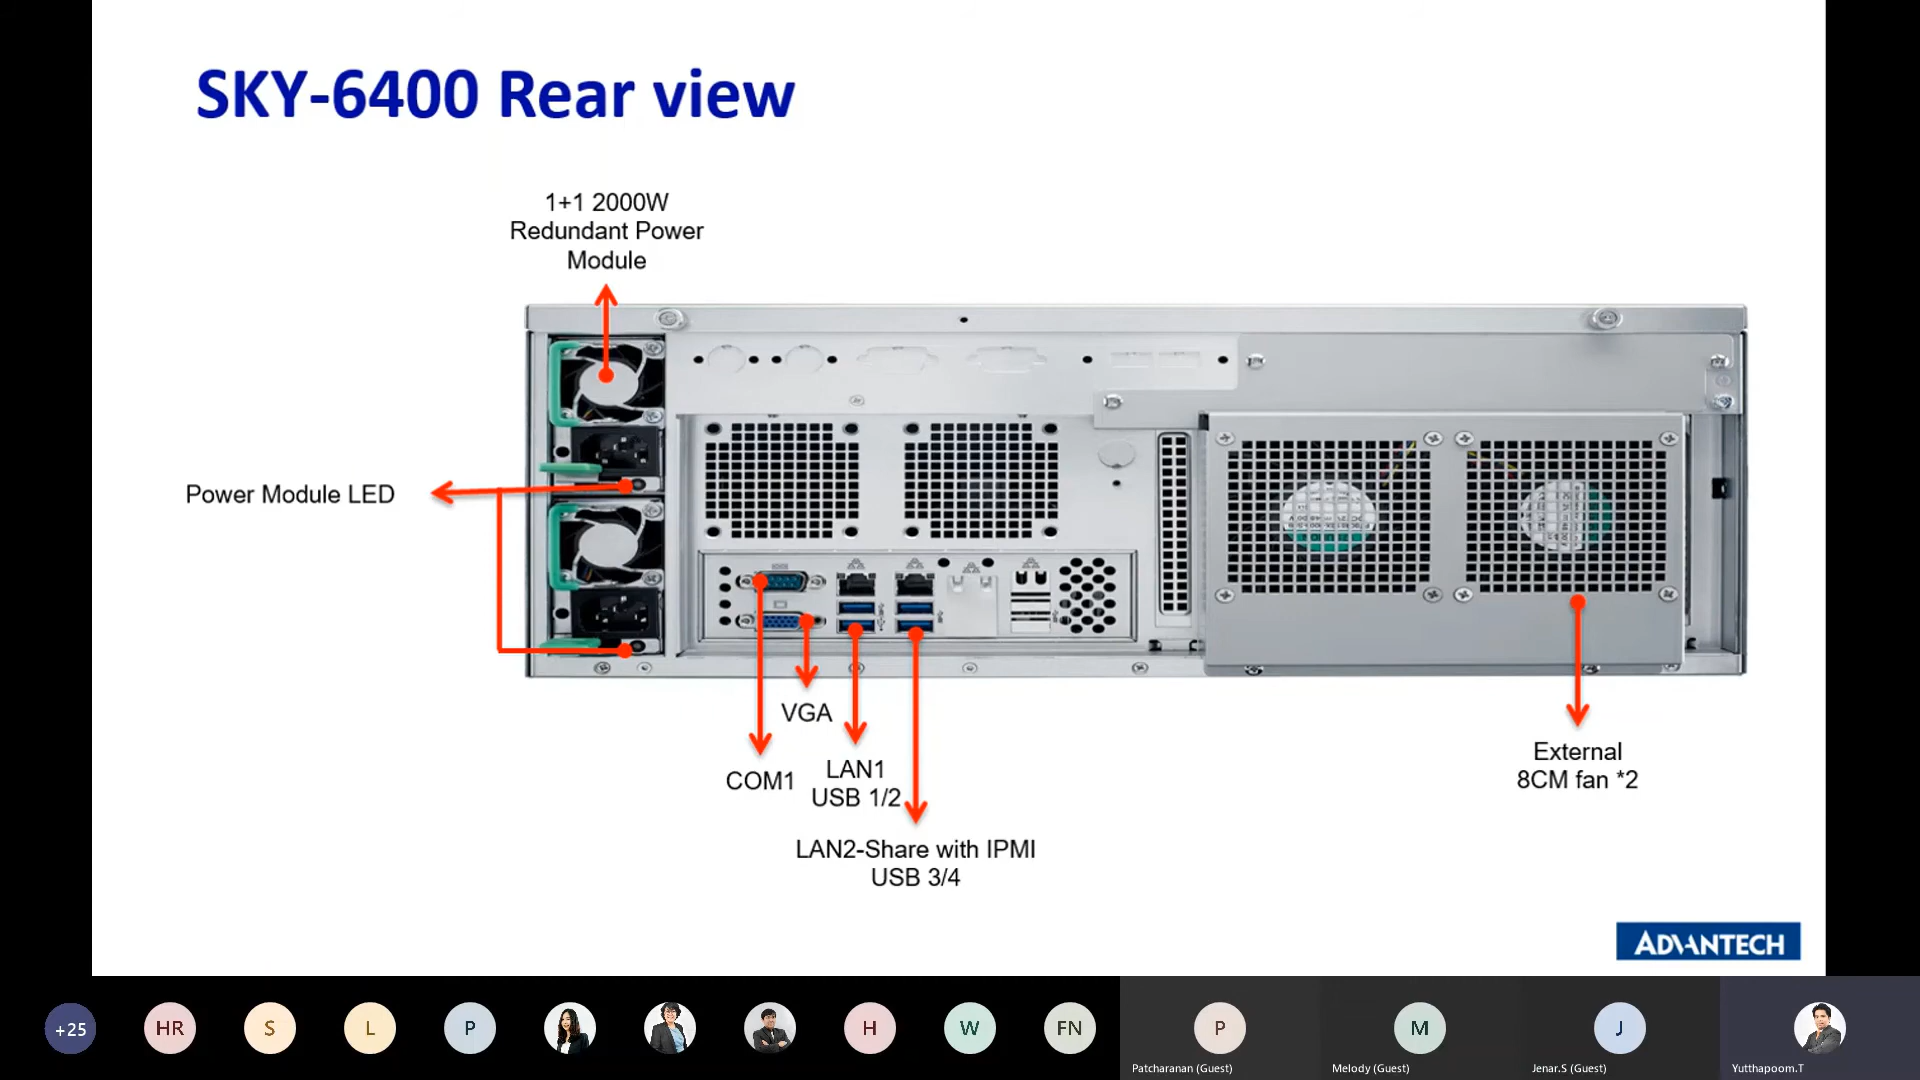 SKY-6400 Rear view
1+1 2000W
Redundant Power
Module
Power Module LED
VGA
COM1
LAN1
USB 1/2
LAN2-Share with IPMI
USB 3/4
External
8CM fan *2
ADVANTECH
+25
HR
S
L
P
H
W
FN
P
M
J
Patcharanan (Guest)
Melody (Guest)
Jenar.S (Guest)
Yutthapoom.T